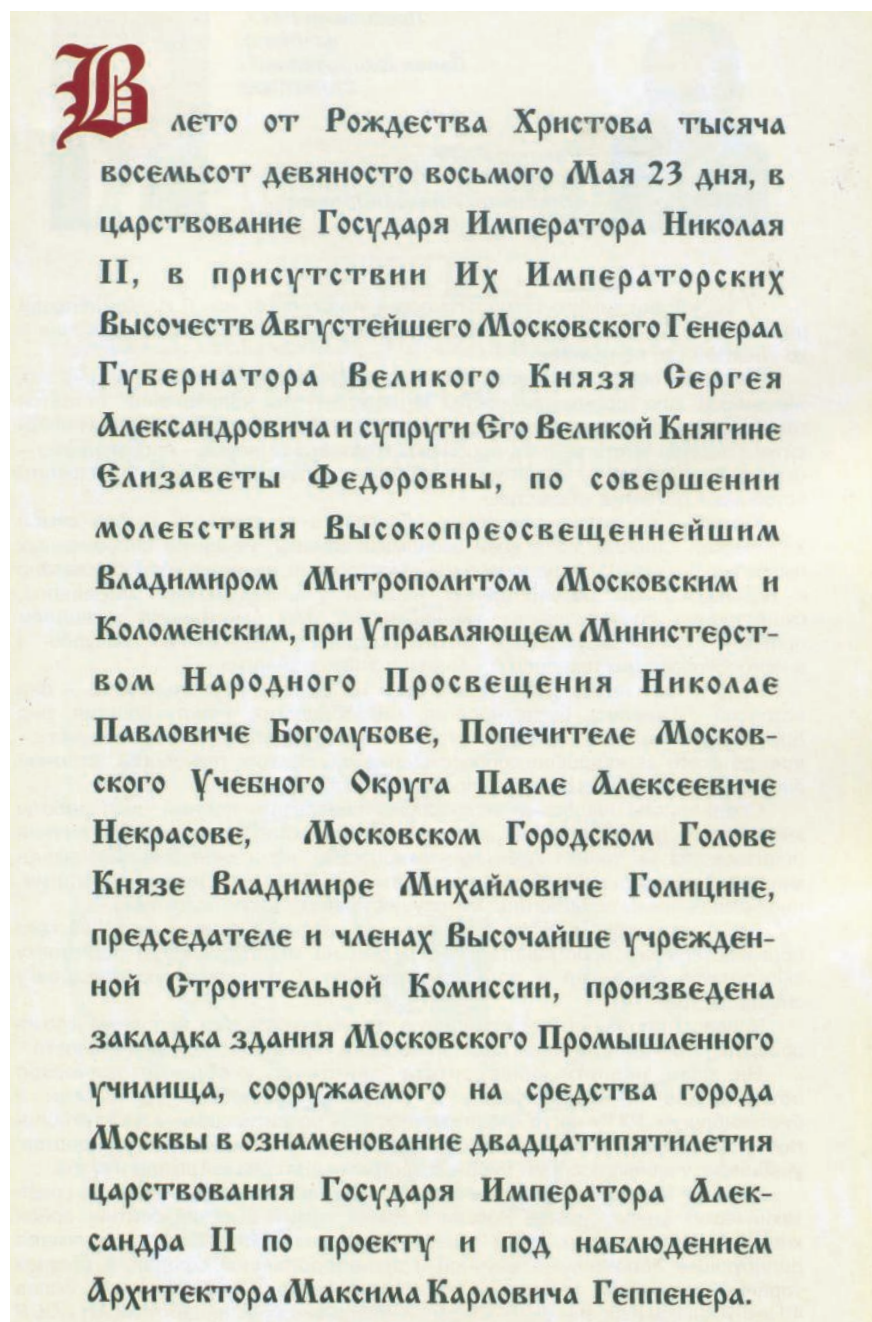 В лето от Рождества Христова тысяча
восемьсот девяносто восьмого Мая 23 дня, в
царствование Государя Императора Николая
II, в присутствии Их Императорских
Высочеств Августейшего Московского Генерал
Губернатора Великого Князя Сергея
Александровича и супруги Его Великой Княгине
Елизаветы Федоровны, по совершении
молебствия Высокопреосвещеннейшим
Владимиром Митрополитом Московским и
Коломенским, при Управляющем Министерст-
вом Народного Просвещения Николае
Павловиче Боголубове, Попечителе Москов-
ского Учебного Округа Павле Алексеевиче
Некрасове, Московском Городском Голове
Князе Владимире Михайловиче Голицине,
председателе и членах Высочайше учрежден-
ной Строительной Комиссии, произведена
закладка здания Московского Промышленного
училища, сооружаемого на средства города
Москвы в ознаменование двадцатипятилетия
царствования Государя Императора Алек-
сандра II по проекту и под наблюдением
Архитектора Максима Карловича Геппенера.